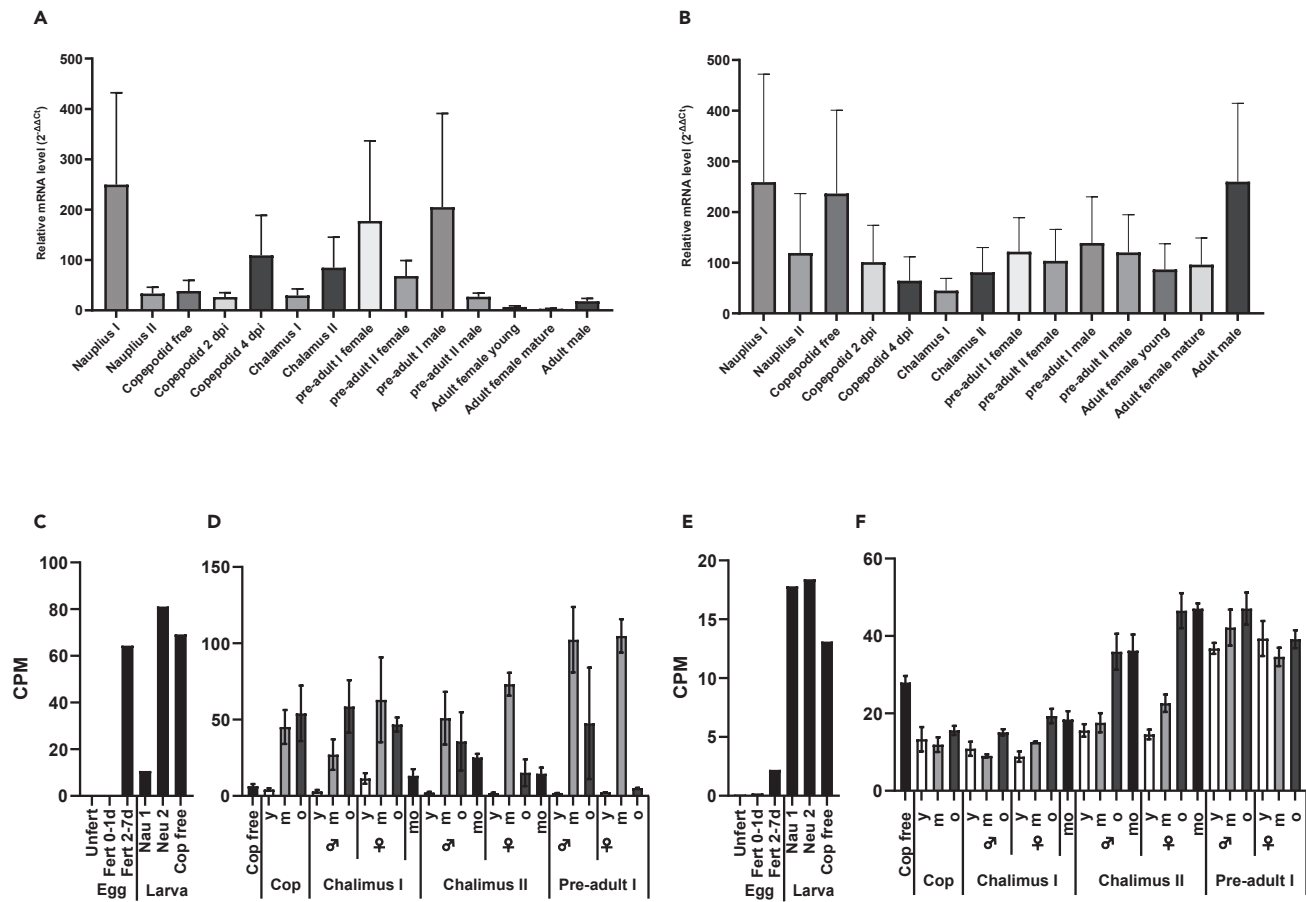 A
B
Relative mRNA level (2-ΔΔCt)
500
400
300
200
100
0
Nauplius I
Nauplius II
Copepodid free
Copepodid 2 dpi
Copepodid 4 dpi
Chalamus I
Chalamus II
pre-adult I female
pre-adult II female
pre-adult I male
pre-adult II male
Adult female young
Adult female mature
Adult male
Relative mRNA level (2-ΔΔCt)
500
400
300
200
100
0
Nauplius I
Nauplius II
Copepodid free
Copepodid 2 dpi
Copepodid 4 dpi
Chalamus I
Chalamus II
pre-adult I female
pre-adult II female
pre-adult I male
pre-adult II male
Adult female young
Adult female mature
Adult male
C
D
E
F
CPM
100
80
60
40
20
0
Unfert
Fert 0-1d
Fert 2-7d
Nau 1
Neu 2
Cop free
Egg
Larva
150
100
50
0
Cop free
y m o y m o y m o mo y m o mo y m o mo y m o y m o
♂ ♀ ♂ ♀ ♂ ♀
Cop
Chalimus I
Chalimus II
Pre-adult I
CPM
20
15
10
5
0
Unfert
Fert 0-1d
Fert 2-7d
Nau 1
Neu 2
Cop free
Egg
Larva
60
40
20
0
Cop free
y m o y m o y m o mo y m o mo y m o mo y m o y m o
♂ ♀ ♂ ♀ ♂ ♀
Cop
Chalimus I
Chalimus II
Pre-adult I